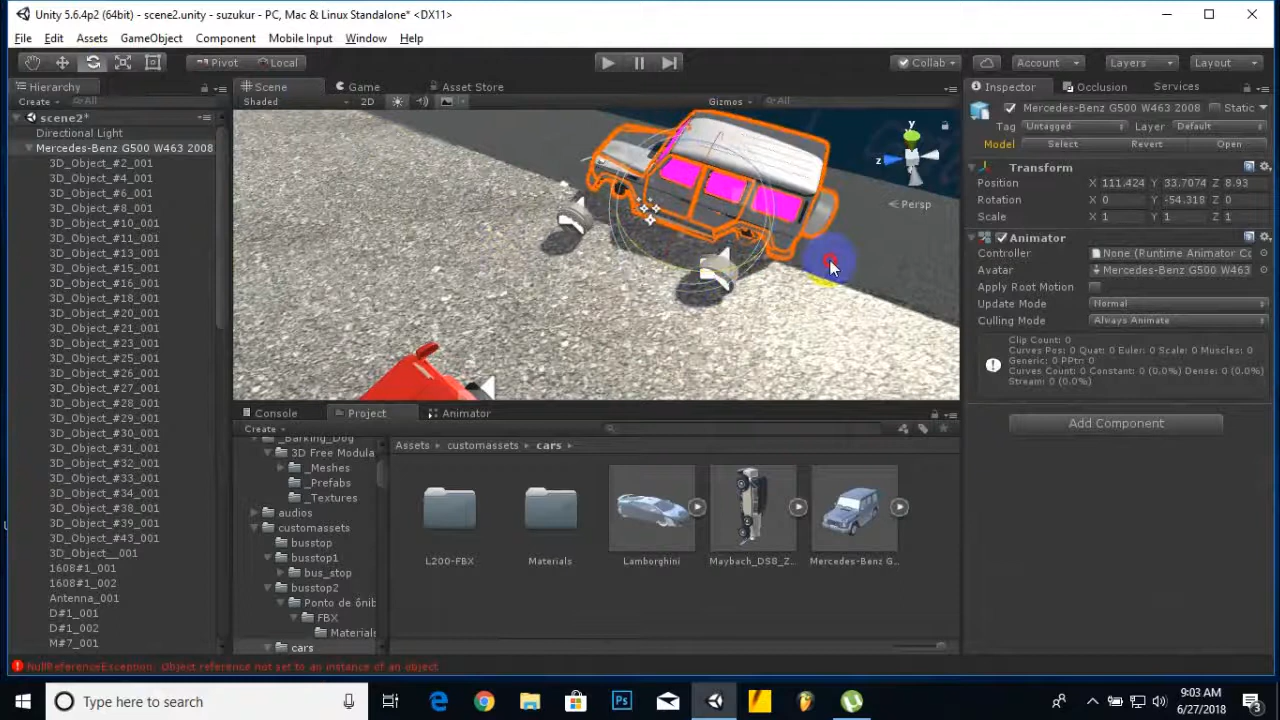 Unity 5.6.4p2 (64bit) - scene2.unity - suzukur - PC, Mac & Linux Standalone* <DX11>
File Edit Assets GameObject Component Mobile Input Window Help
Pivot Local Collab Account Layers Layout
Hierarchy Scene Game Asset Store Inspector Occlusion Services
Create All Shaded 2D Gizmos All
scene2*
Directional Light
Mercedes-Benz G500 W463 2008
3D_Object_#2_001
3D_Object_#4_001
3D_Object_#6_001
3D_Object_#8_001
3D_Object_#10_001
3D_Object_#11_001
3D_Object_#13_001
3D_Object_#15_001
3D_Object_#16_001
3D_Object_#18_001
3D_Object_#20_001
3D_Object_#21_001
3D_Object_#23_001
3D_Object_#25_001
3D_Object_#26_001
3D_Object_#27_001
3D_Object_#28_001
3D_Object_#29_001
3D_Object_#30_001
3D_Object_#31_001
3D_Object_#32_001
3D_Object_#33_001
3D_Object_#34_001
3D_Object_#38_001
3D_Object_#39_001
3D_Object_#43_001
3D_Object__001
1608#1_001
1608#1_002
Antenna_001
D#1_001
D#1_002
M#7_001
y
z
Persp
Mercedes-Benz G500 W463 2008 Static
Tag Untagged Layer Default
Model Select Revert Open
Transform
Position X 111.424 Y 33.7074 Z 8.93
Rotation X 0 Y -54.318 Z 0
Scale X 1 Y 1 Z 1
Animator
Controller None (Runtime Animator Co
Avatar Mercedes-Benz G500 W463
Apply Root Motion
Update Mode Normal
Culling Mode Always Animate
Clip Count: 0
Curves Pos: 0 Quat: 0 Euler: 0 Scale: 0 Muscles: 0
Generic: 0 PPtr: 0
Curves Count: 0 Constant: 0 (0.0%) Dense: 0 (0.0%)
Stream: 0 (0.0%)
Add Component
Console Project Animator
Create
_Barking_Dog
3D Free Modula
_Meshes
_Prefabs
_Textures
audios
customassets
busstop
busstop1
bus_stop
busstop2
Ponto de ônib
FBX
Materials
cars
Assets customassets cars
L200-FBX Materials Lamborghini Maybach_DS8_Z... Mercedes-Benz G...
NullReferenceException: Object reference not set to an instance of an object
Type here to search
9:03 AM
6/27/2018
3